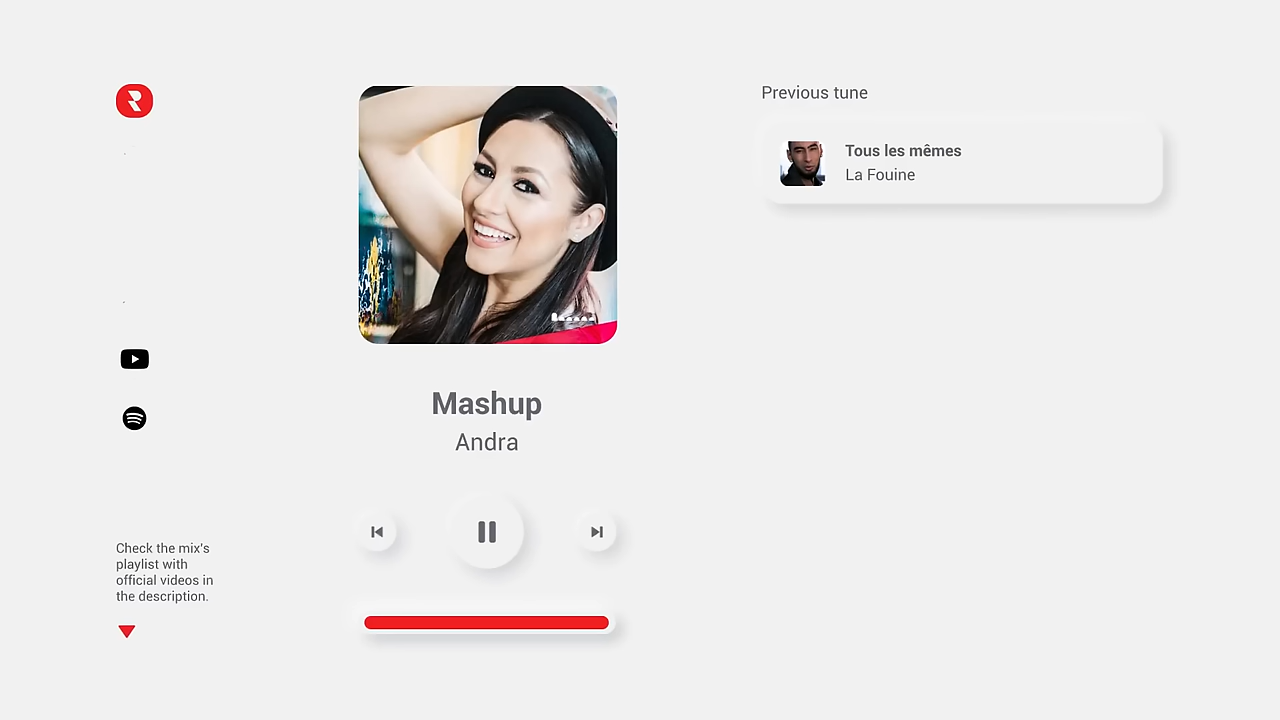 Previous tune
Tous les mêmes
La Fouine
Mashup
Andra
Check the mix's
playlist with
official videos in
the description.